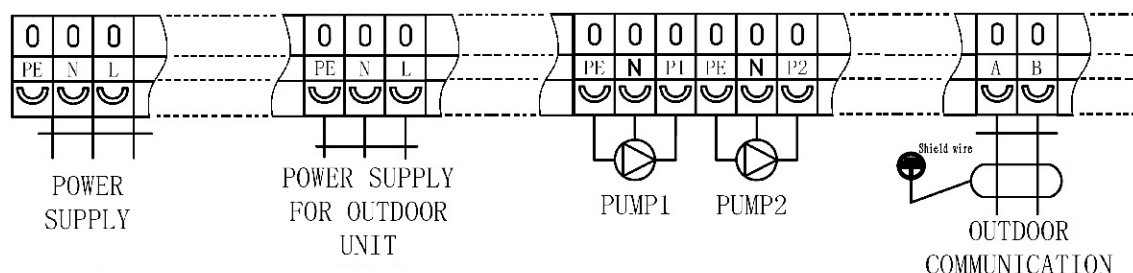 0 0 0 0 0 0 0 0 0 0 0 0 0 0
PE N L PE N L PE N P1 PE N P2 A B
Shield wire
POWER
SUPPLY
POWER SUPPLY
FOR OUTDOOR
UNIT
PUMP1
PUMP2
OUTDOOR
COMMUNICATION